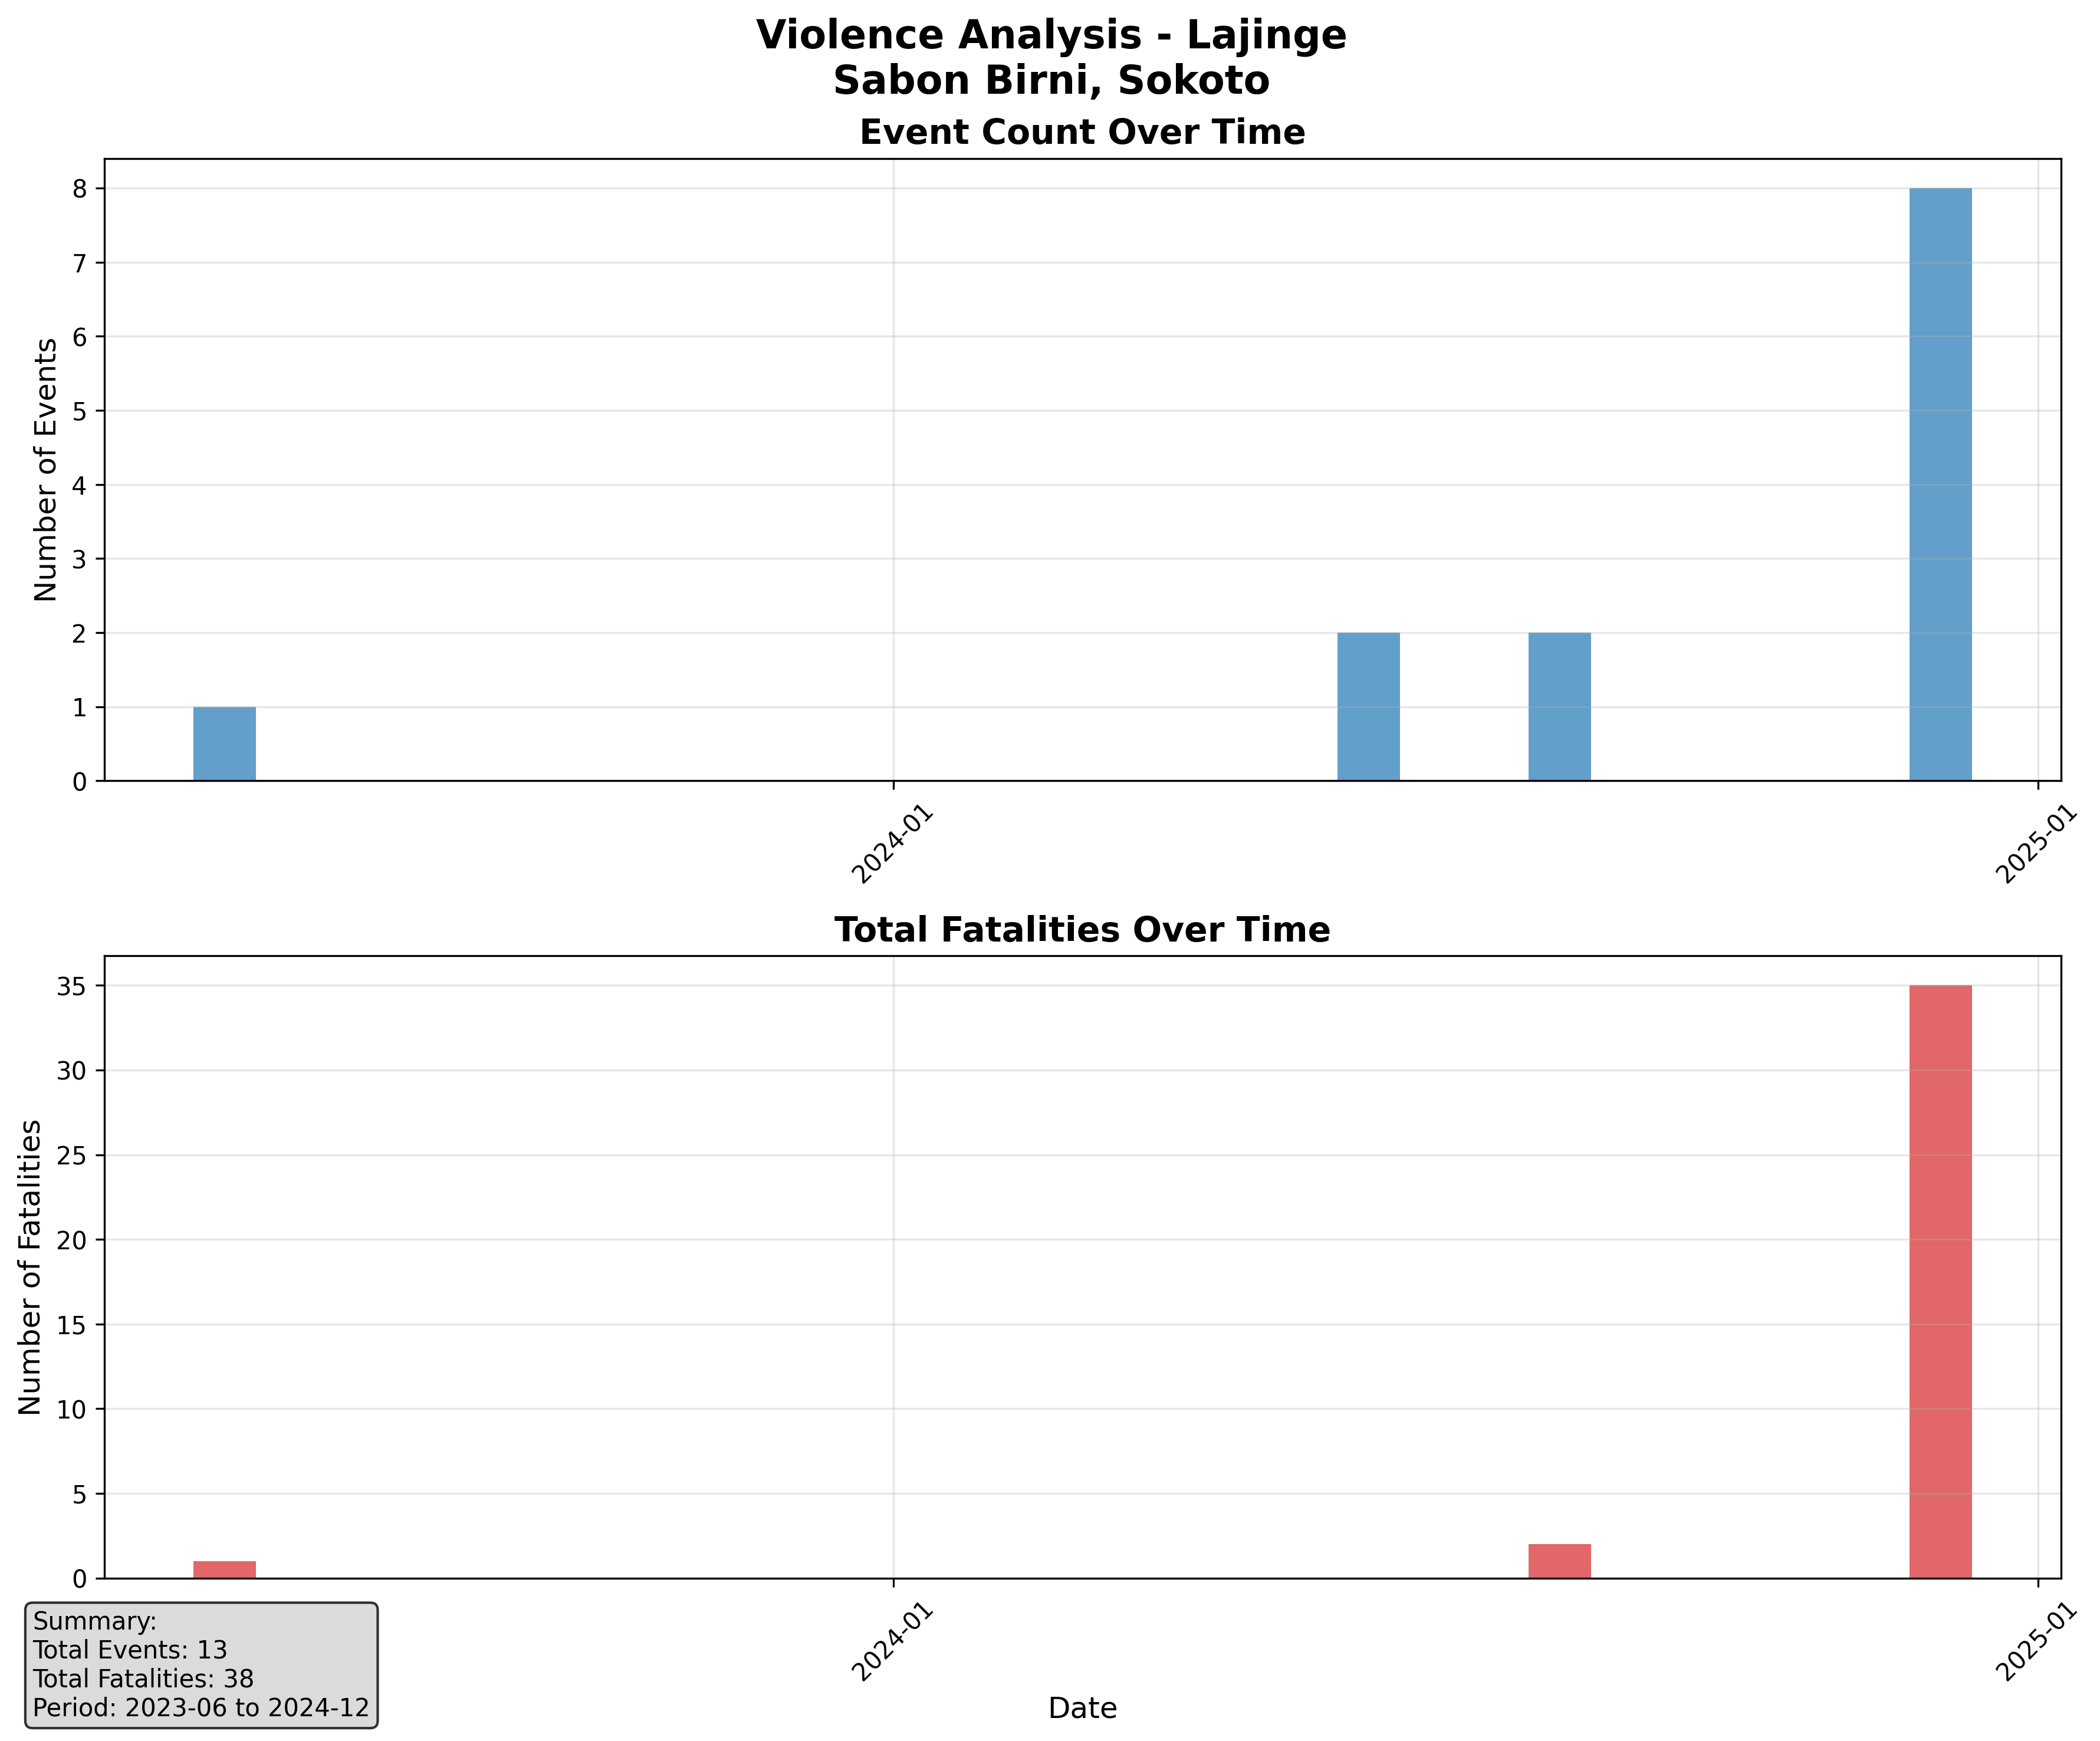 Violence Analysis - Lajinge
Sabon Birni, Sokoto
Event Count Over Time
Number of Events
8
7
6
5
4
3
2
1
0
2024-01
2025-01
Total Fatalities Over Time
Number of Fatalities
35
30
25
20
15
10
5
0
2024-01
2025-01
Date
Summary:
Total Events: 13
Total Fatalities: 38
Period: 2023-06 to 2024-12